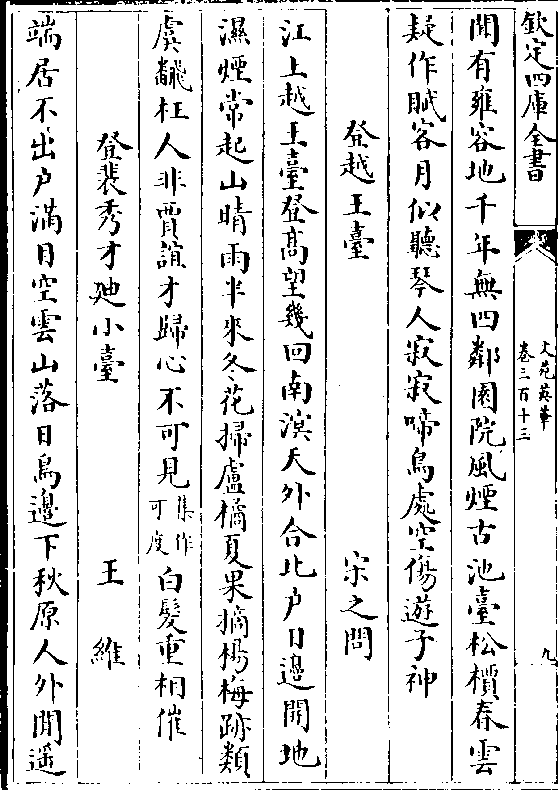 欽定四庫全書
文苑英華
卷三百十三
九
聞有雍容地千年無四鄰園院風煙古池臺松檟春雲
疑作賦客月似聽琴人寂寂啼鳥處空傷遊子神
登越王臺 宋之問
江上越王臺登高望幾回南溟天外合北户日邊開地
濕煙常起山晴雨半來冬花掃盧橘夏果摘楊梅跡類
虞翻枉人非賈誼才歸心不可見集作可度白髮重相催
登裴秀才廸小臺 王維
端居不出户滿目空雲山落日鳥邊下秋原人外閒遥